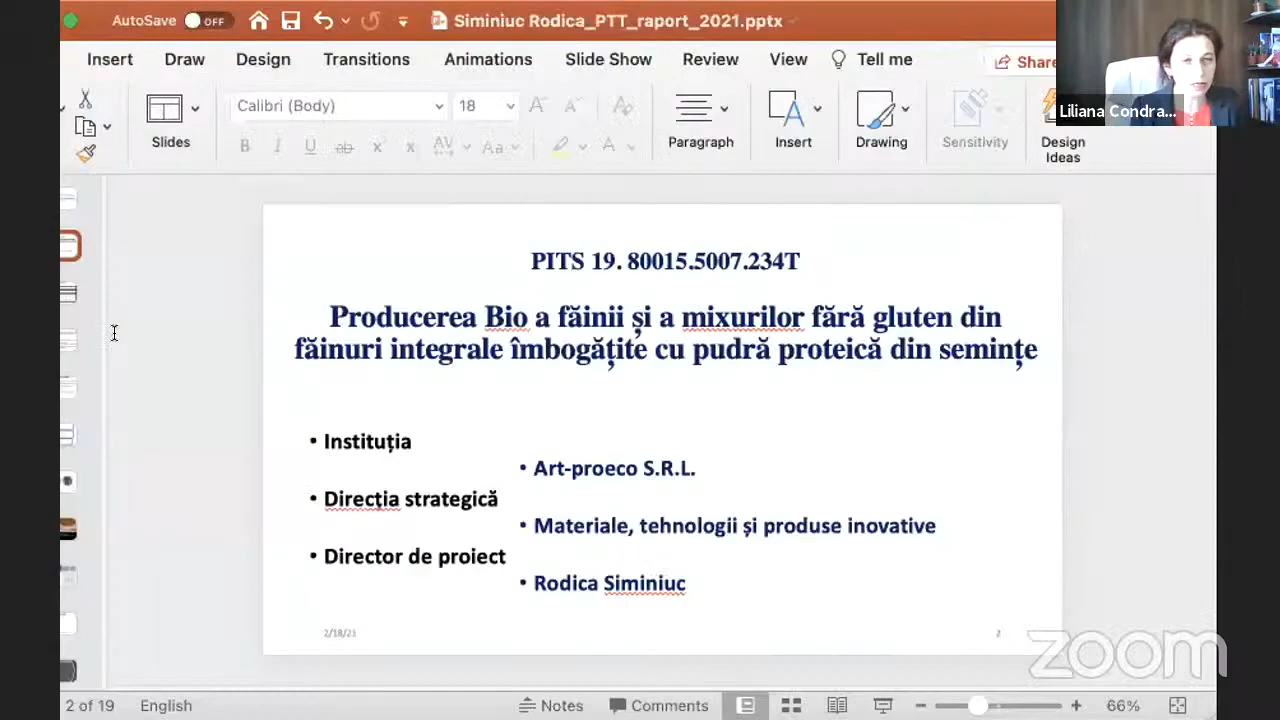 AutoSave OFF
Siminiuc Rodica_PTT_raport_2021.pptx
Insert Draw Design Transitions Animations Slide Show Review View Tell me Share
Liliana Condra...
Calibri (Body) 18
Slides Paragraph Insert Drawing Sensitivity Design Ideas
PITS 19. 80015.5007.234T
Producerea Bio a făinii și a mixurilor fără gluten din
făinuri integrale îmbogățite cu pudră proteică din semințe
• Instituția
• Art-proeco S.R.L.
• Direcția strategică
• Materiale, tehnologii și produse inovative
• Director de proiect
• Rodica Siminiuc
2
zoom
2 of 19 English Notes Comments 66%